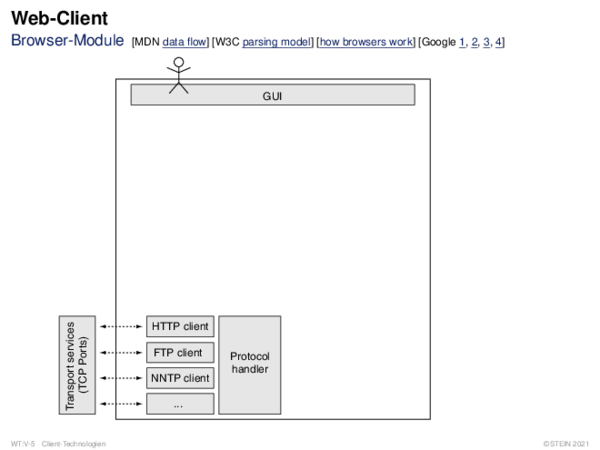 Web-Client
Browser-Module [MDN data flow] [W3C parsing model] [how browsers work] [Google 1, 2, 3, 4]
GUI
Transport services
(TCP Ports)
HTTP client
FTP client
NNTP client
...
Protocol
handler
WT:V-5 Client-Technologien
©STEIN 2021